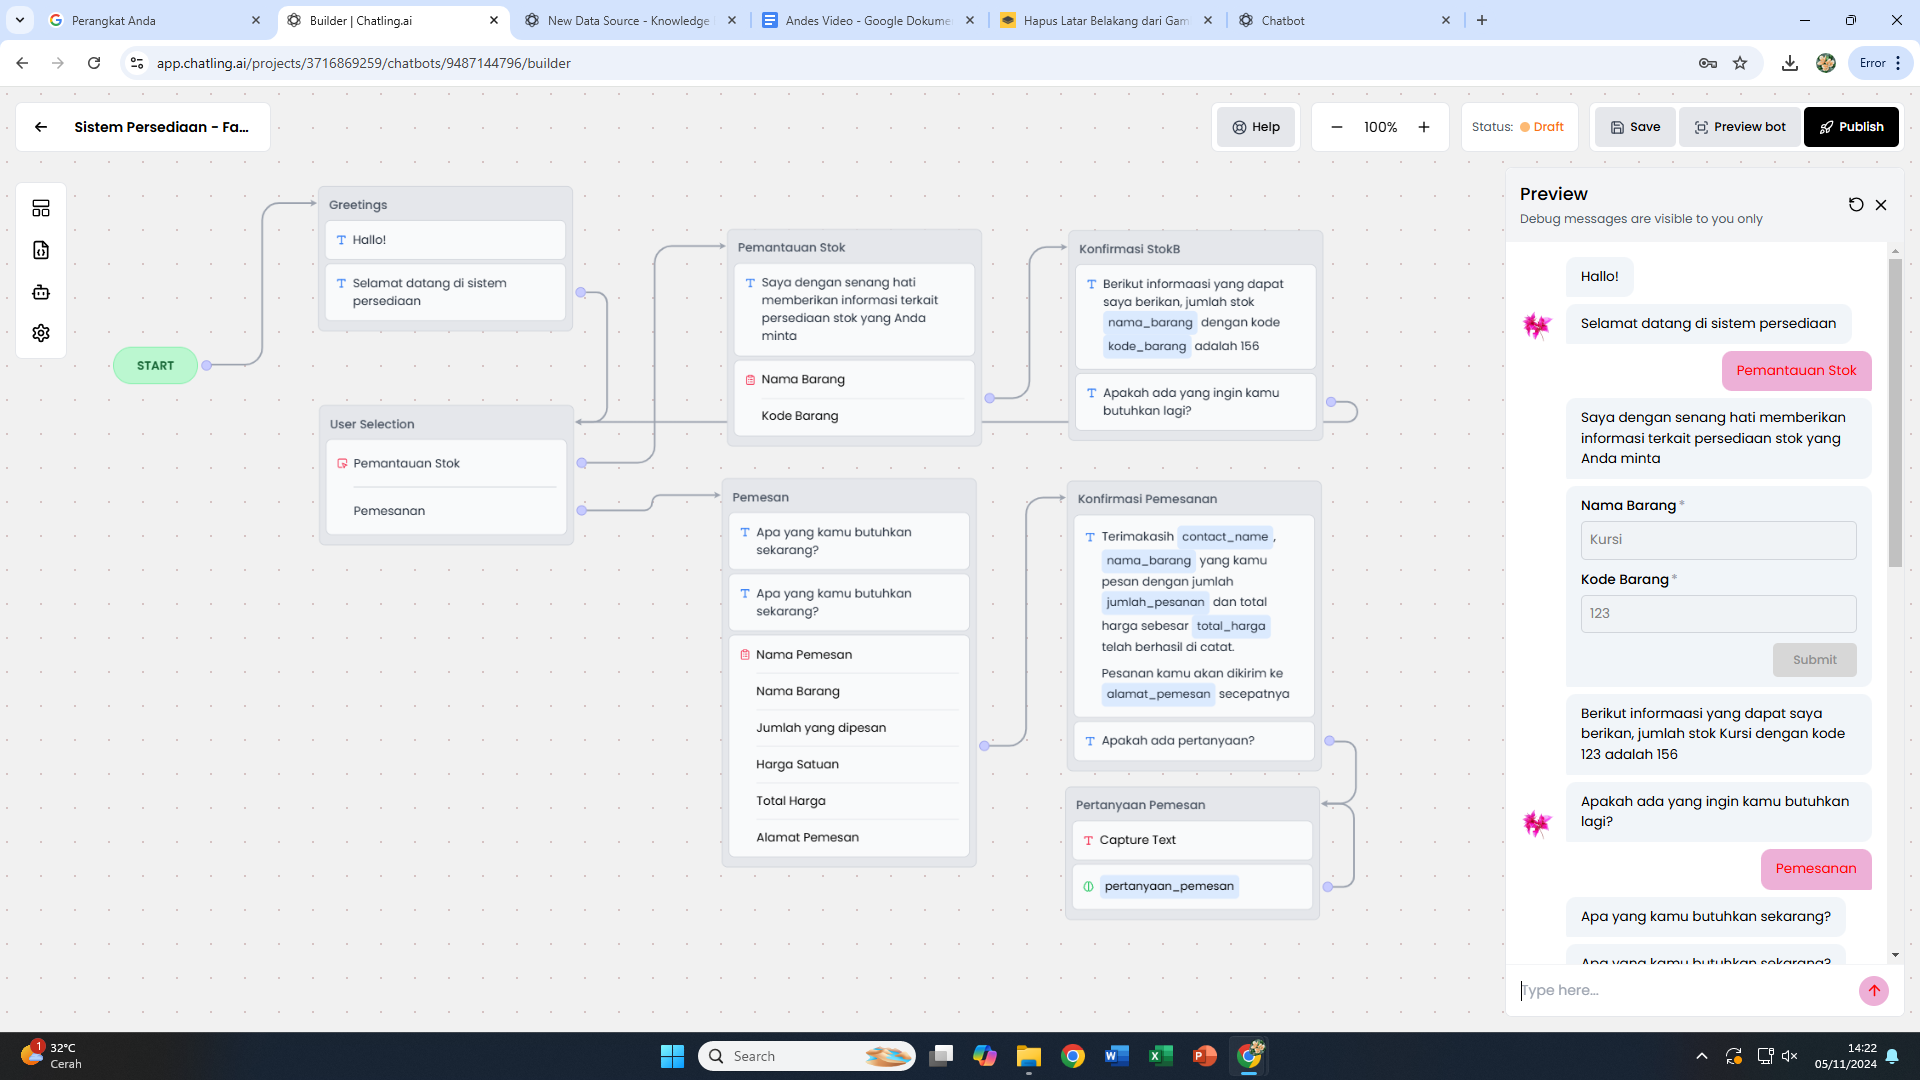 Perangkat Anda
Builder | Chatling.ai
New Data Source - Knowledge
Andes Video - Google Dokume
Hapus Latar Belakang dari Gam
Chatbot
app.chatling.ai/projects/3716869259/chatbots/9487144796/builder
Error
Sistem Persediaan - Fa...
Help
100%
Status: Draft
Save
Preview bot
Publish
START
Greetings
Hallo!
Selamat datang di sistem
persediaan
User Selection
Pemantauan Stok
Pemesanan
Pemantauan Stok
Saya dengan senang hati
memberikan informasi terkait
persediaan stok yang Anda
minta
Nama Barang
Kode Barang
Konfirmasi StokB
Berikut informaasi yang dapat
saya berikan, jumlah stok
nama_barang dengan kode
kode_barang adalah 156
Apakah ada yang ingin kamu
butuhkan lagi?
Pemesan
Apa yang kamu butuhkan
sekarang?
Apa yang kamu butuhkan
sekarang?
Nama Pemesan
Nama Barang
Jumlah yang dipesan
Harga Satuan
Total Harga
Alamat Pemesan
Konfirmasi Pemesanan
Terimakasih contact_name ,
nama_barang yang kamu
pesan dengan jumlah
jumlah_pesanan dan total
harga sebesar total_harga
telah berhasil di catat.
Pesanan kamu akan dikirim ke
alamat_pemesan secepatnya
Apakah ada pertanyaan?
Pertanyaan Pemesan
Capture Text
pertanyaan_pemesan
Preview
Debug messages are visible to you only
Hallo!
Selamat datang di sistem persediaan
Pemantauan Stok
Saya dengan senang hati memberikan
informasi terkait persediaan stok yang
Anda minta
Nama Barang *
Kursi
Kode Barang *
123
Submit
Berikut informaasi yang dapat saya
berikan, jumlah stok Kursi dengan kode
123 adalah 156
Apakah ada yang ingin kamu butuhkan
lagi?
Pemesanan
Apa yang kamu butuhkan sekarang?
Apa yang kamu butuhkan sekarang?
Type here...
1
32°C
Cerah
Search
14:22
05/11/2024